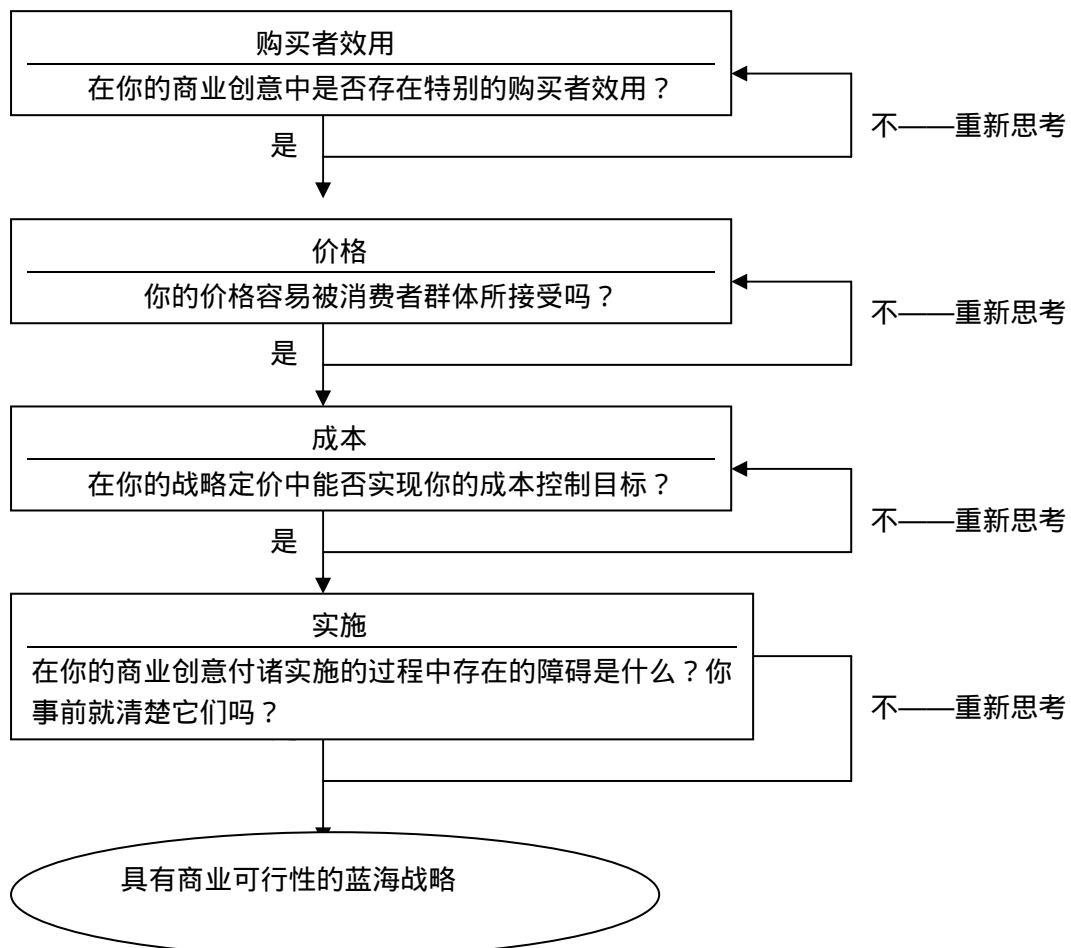 购买者效用
在你的商业创意中是否存在特别的购买者效用？
是
不——重新思考
价格
你的价格容易被消费者群体所接受吗？
是
不——重新思考
成本
在你的战略定价中能否实现你的成本控制目标？
是
不——重新思考
实施
在你的商业创意付诸实施的过程中存在的障碍是什么？你
事前就清楚它们吗？
不——重新思考
具有商业可行性的蓝海战略